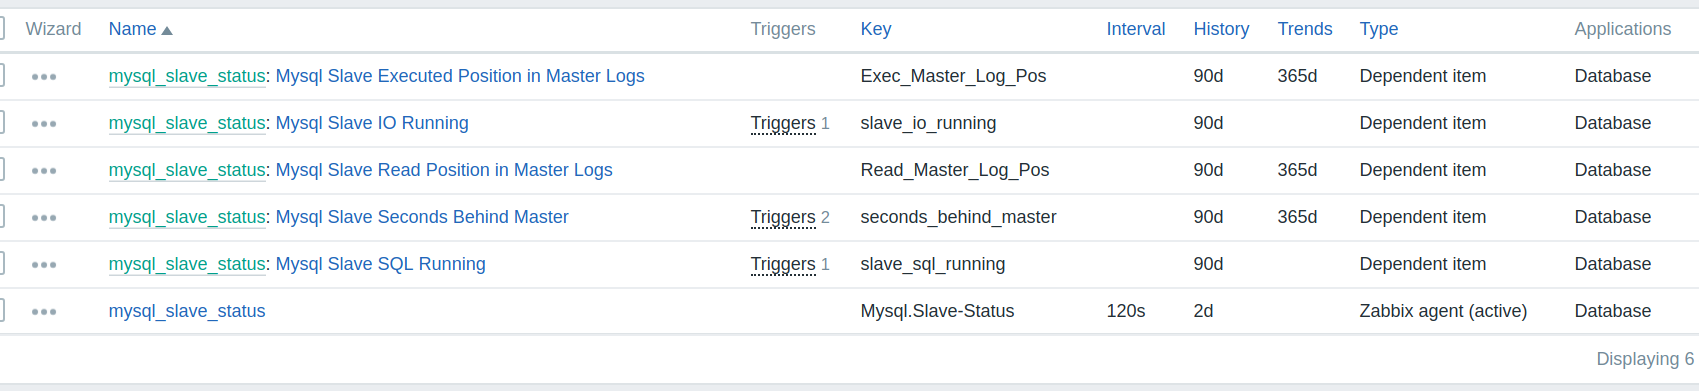 Wizard Name Triggers Key Interval History Trends Type Applications
mysql_slave_status: Mysql Slave Executed Position in Master Logs Exec_Master_Log_Pos 90d 365d Dependent item Database
mysql_slave_status: Mysql Slave IO Running Triggers 1 slave_io_running 90d Dependent item Database
mysql_slave_status: Mysql Slave Read Position in Master Logs Read_Master_Log_Pos 90d 365d Dependent item Database
mysql_slave_status: Mysql Slave Seconds Behind Master Triggers 2 seconds_behind_master 90d 365d Dependent item Database
mysql_slave_status: Mysql Slave SQL Running Triggers 1 slave_sql_running 90d Dependent item Database
mysql_slave_status Mysql.Slave-Status 120s 2d Zabbix agent (active) Database
Displaying 6